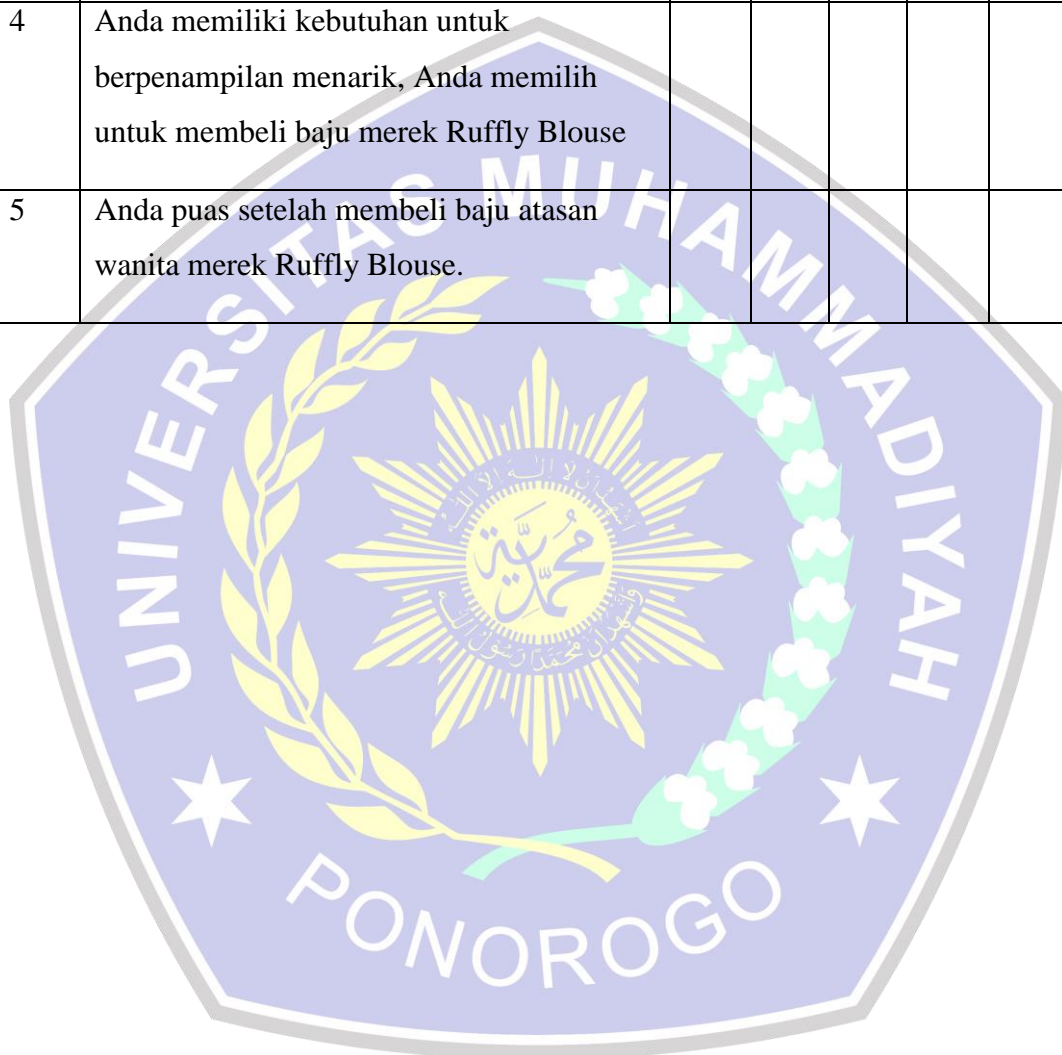 4 Anda memiliki kebutuhan untuk
berpenampilan menarik, Anda memilih
untuk membeli baju merek Ruffly Blouse
5 Anda puas setelah membeli baju atasan
wanita merek Ruffly Blouse.
UNIVERSITAS MUHAMMADIYAH
محمدية
PONOROGO